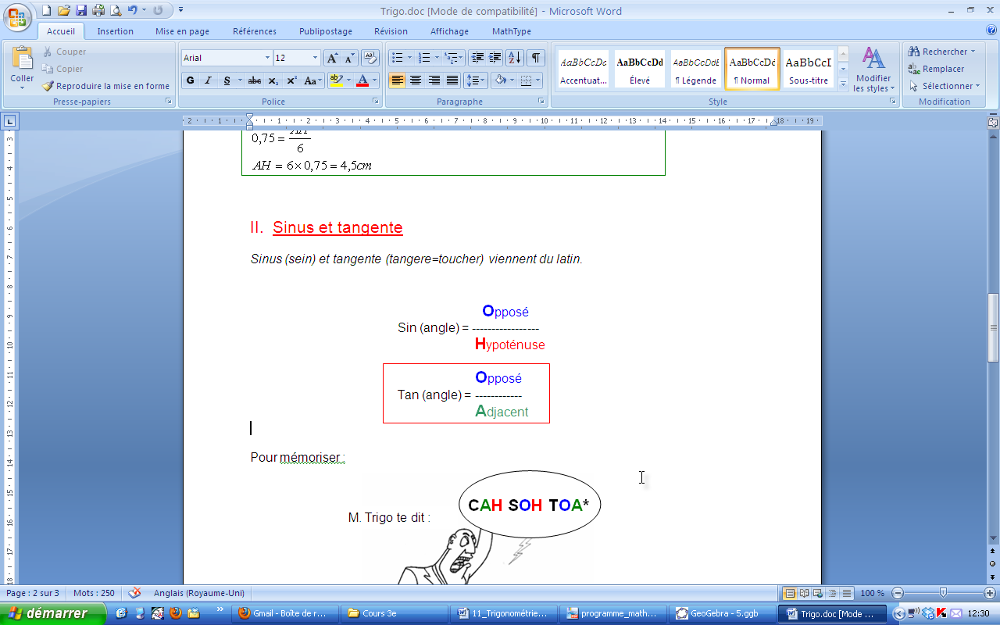 Trigo.doc [Mode de compatibilité] - Microsoft Word
Accueil Insertion Mise en page Références Publipostage Révision Affichage MathType
Coller
Couper
Copier
Reproduire la mise en forme
Presse-papiers
Arial 12
G I S abc x₂ x² Aa
Police
Paragraphe
AaBbCcDc AaBbCcDd AaBbCcDdE AaBbCcDc AaBbCcI
Accentuat... Élevé ¶ Légende ¶ Normal Sous-titre
Modifier
les styles
Style
Rechercher
Remplacer
Sélectionner
Modification
2 1 1 2 3 4 5 6 7 8 9 10 11 12 13 14 15 16 17 18 19
0,75 = AH
6
AH = 6 × 0,75 = 4,5cm
II. Sinus et tangente
Sinus (sein) et tangente (tangere=toucher) viennent du latin.
Opposé
Sin (angle) = -----------------
Hypoténuse
Opposé
Tan (angle) = ------------
Adjacent
Pour mémoriser :
CAH SOH TOA*
M. Trigo te dit :
Page : 2 sur 3 Mots : 250 Anglais (Royaume-Uni) 100 %
démarrer Gmail - Boîte de r... Cours 3e 11_Trigonométrie... programme_math... GeoGebra - 5.ggb Trigo.doc [Mode ... 12:30